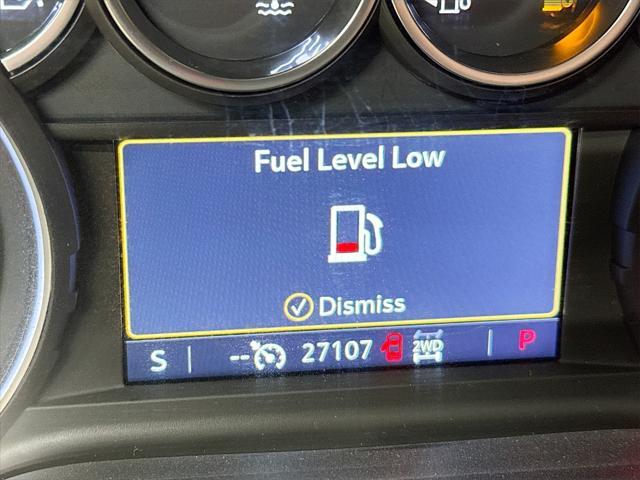 Fuel Level Low
Dismiss
S -- 27107 2WD P